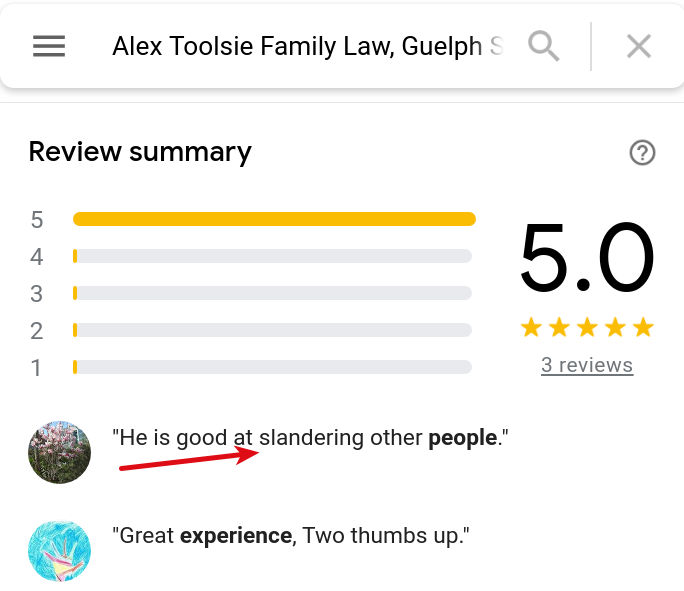 Alex Toolsie Family Law, Guelph S
Review summary
5
4
3
2
1
5.0
3 reviews
"He is good at slandering other people."
"Great experience, Two thumbs up."